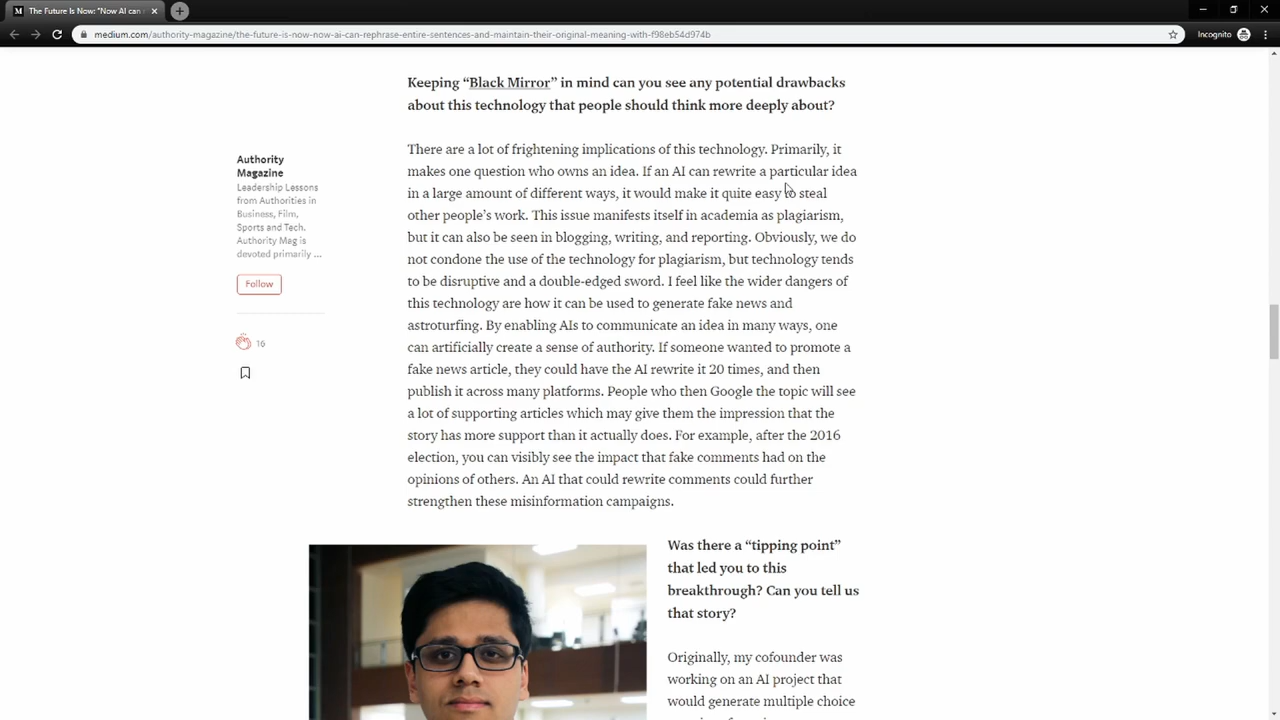 The Future Is Now: "Now AI can r
medium.com/authority-magazine/the-future-is-now-now-ai-can-rephrase-entire-sentences-and-maintain-their-original-meaning-with-f98eb54d974b
Incognito
Keeping “Black Mirror” in mind can you see any potential drawbacks
about this technology that people should think more deeply about?
Authority
Magazine
Leadership Lessons
from Authorities in
Business, Film,
Sports and Tech.
Authority Mag is
devoted primarily ...
Follow
16
There are a lot of frightening implications of this technology. Primarily, it
makes one question who owns an idea. If an AI can rewrite a particular idea
in a large amount of different ways, it would make it quite easy to steal
other people’s work. This issue manifests itself in academia as plagiarism,
but it can also be seen in blogging, writing, and reporting. Obviously, we do
not condone the use of the technology for plagiarism, but technology tends
to be disruptive and a double-edged sword. I feel like the wider dangers of
this technology are how it can be used to generate fake news and
astroturfing. By enabling AIs to communicate an idea in many ways, one
can artificially create a sense of authority. If someone wanted to promote a
fake news article, they could have the AI rewrite it 20 times, and then
publish it across many platforms. People who then Google the topic will see
a lot of supporting articles which may give them the impression that the
story has more support than it actually does. For example, after the 2016
election, you can visibly see the impact that fake comments had on the
opinions of others. An AI that could rewrite comments could further
strengthen these misinformation campaigns.
Was there a “tipping point”
that led you to this
breakthrough? Can you tell us
that story?
Originally, my cofounder was
working on an AI project that
would generate multiple choice